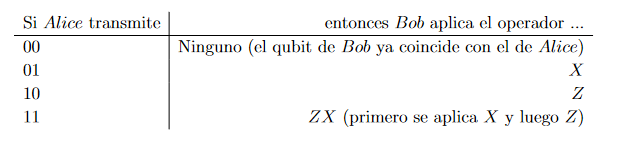 Si Alice transmite entonces Bob aplica el operador ...
00 Ninguno (el qubit de Bob ya coincide con el de Alice)
01 X
10 Z
11 ZX (primero se aplica X y luego Z)